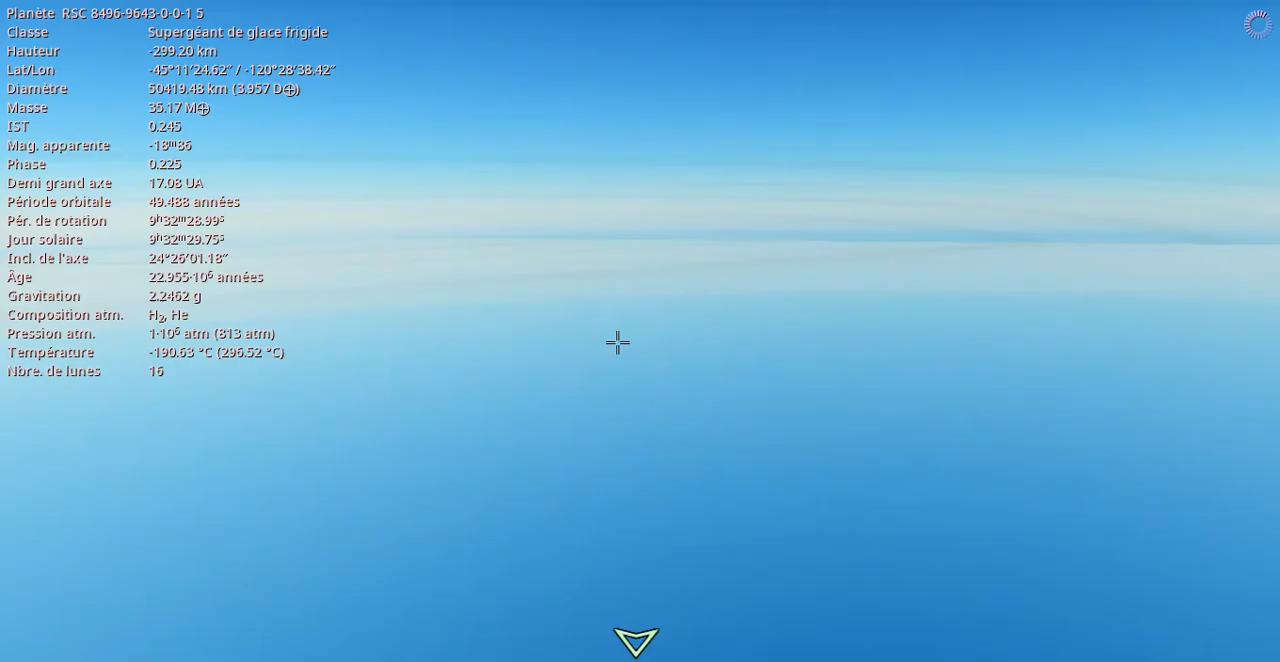 Planète RSC 8496-9643-0-0-1 5
Classe Supergéant de glace frigide
Hauteur -299.20 km
Lat/Lon -45°11’24.62” / -120°28’38.42”
Diamètre 50419.48 km (3.957 D⊕)
Masse 35.17 M⊕
IST 0.245
Mag. apparente -18ᵐ86
Phase 0.225
Demi grand axe 17.08 UA
Période orbitale 49.488 années
Pér. de rotation 9ʰ32ᵐ28.99ˢ
Jour solaire 9ʰ32ᵐ29.75ˢ
Incl. de l'axe 24°26’01.18”
Âge 22.955·10⁶ années
Gravitation 2.2462 g
Composition atm. H₂, He
Pression atm. 1·10⁶ atm (813 atm)
Température -190.63 °C (296.52 °C)
Nbre. de lunes 16